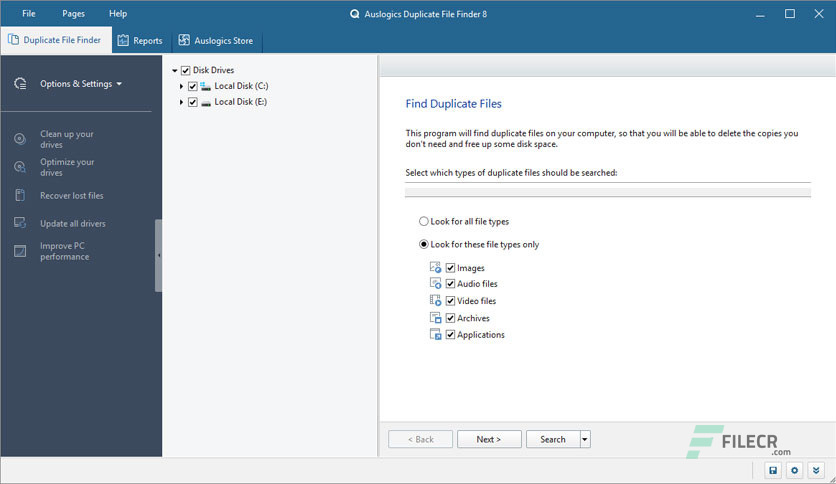 File Pages Help Auslogics Duplicate File Finder 8
Duplicate File Finder Reports Auslogics Store
Options & Settings
Clean up your
drives
Optimize your
drives
Recover lost files
Update all drivers
Improve PC
performance
Disk Drives
Local Disk (C:)
Local Disk (E:)
Find Duplicate Files
This program will find duplicate files on your computer, so that you will be able to delete the copies you
don't need and free up some disk space.
Select which types of duplicate files should be searched:
Look for all file types
Look for these file types only
Images
Audio files
Video files
Archives
Applications
< Back Next > Search
FILECR
.com